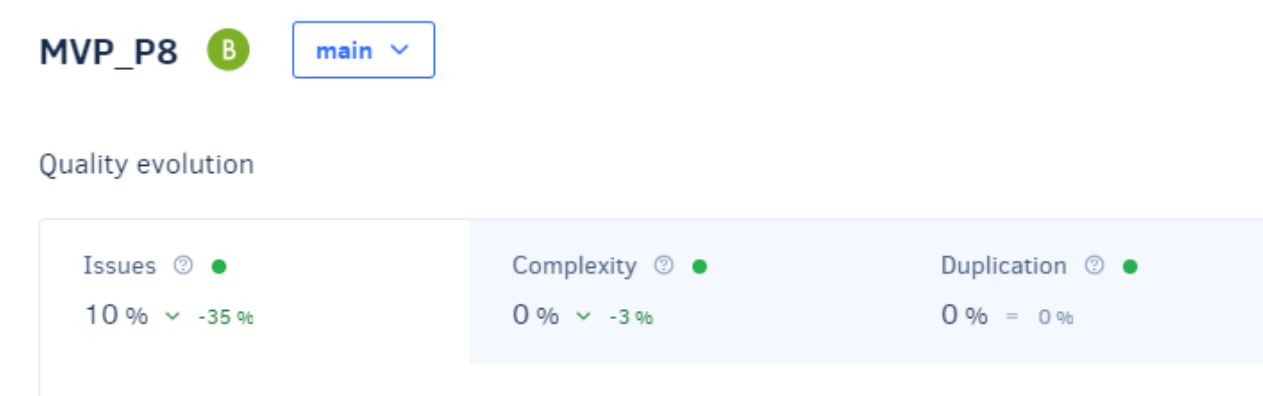 MVP_P8 B main
Quality evolution
Issues Complexity Duplication
10 % -35 % 0 % -3 % 0 % = 0 %